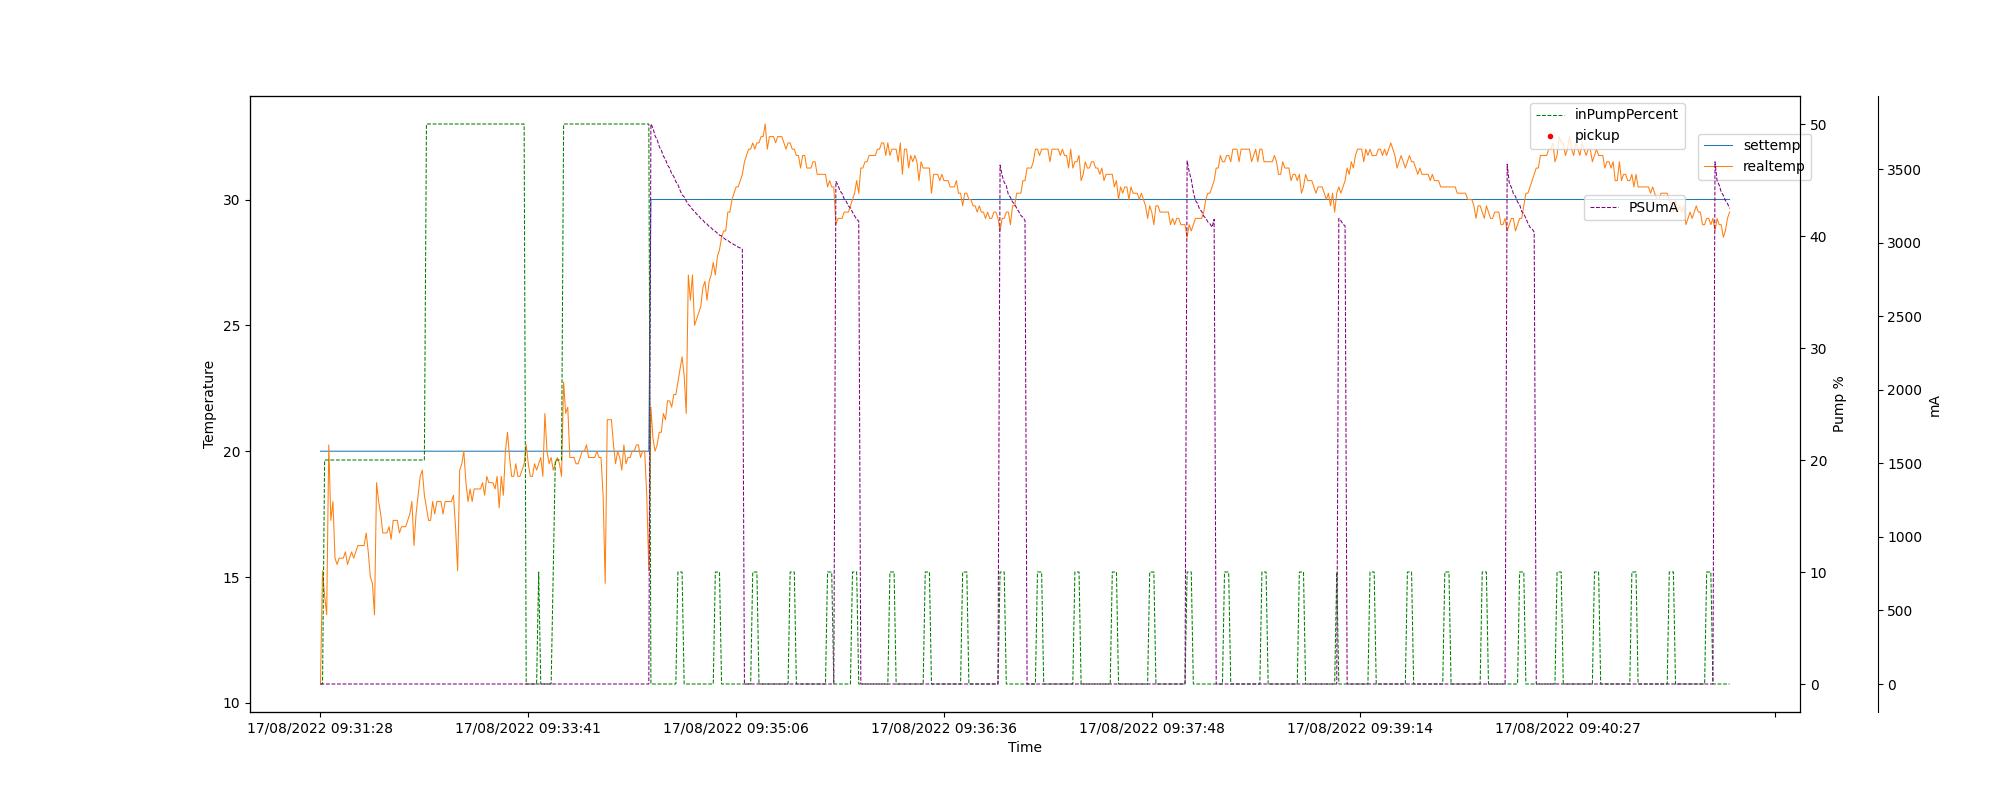 inPumpPercent
pickup
settemp
realtemp
PSUmA
30
25
20
15
10
Temperature
50
40
30
20
10
0
Pump %
3500
3000
2500
2000
1500
1000
500
0
mA
17/08/2022 09:31:28
17/08/2022 09:33:41
17/08/2022 09:35:06
17/08/2022 09:36:36
17/08/2022 09:37:48
17/08/2022 09:39:14
17/08/2022 09:40:27
Time